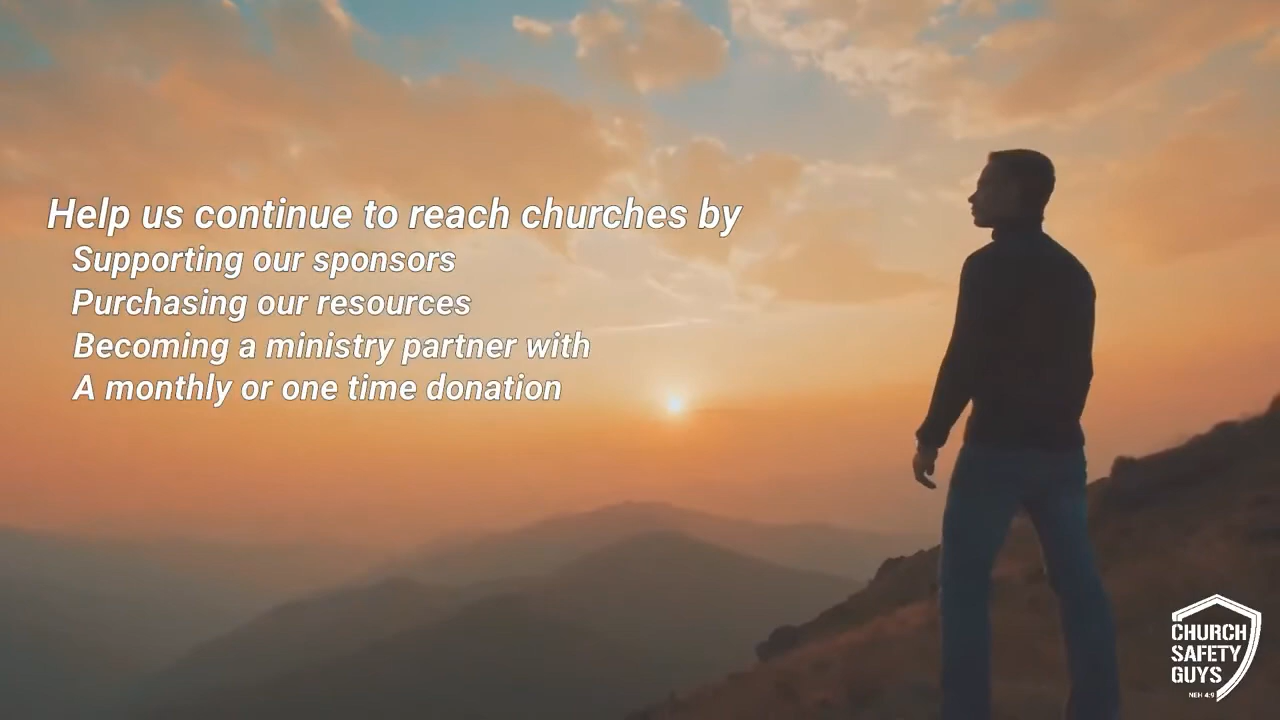 Help us continue to reach churches by
Supporting our sponsors
Purchasing our resources
Becoming a ministry partner with
A monthly or one time donation
CHURCH
SAFETY
GUYS
NEH 4:9